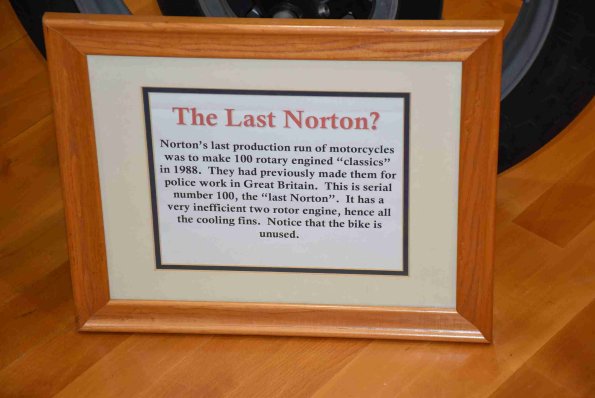 The Last Norton?
Norton's last production run of motorcycles
was to make 100 rotary engined “classics”
in 1988. They had previously made them for
police work in Great Britain. This is serial
number 100, the “last Norton”. It has a
very inefficient two rotor engine, hence all
the cooling fins. Notice that the bike is
unused.